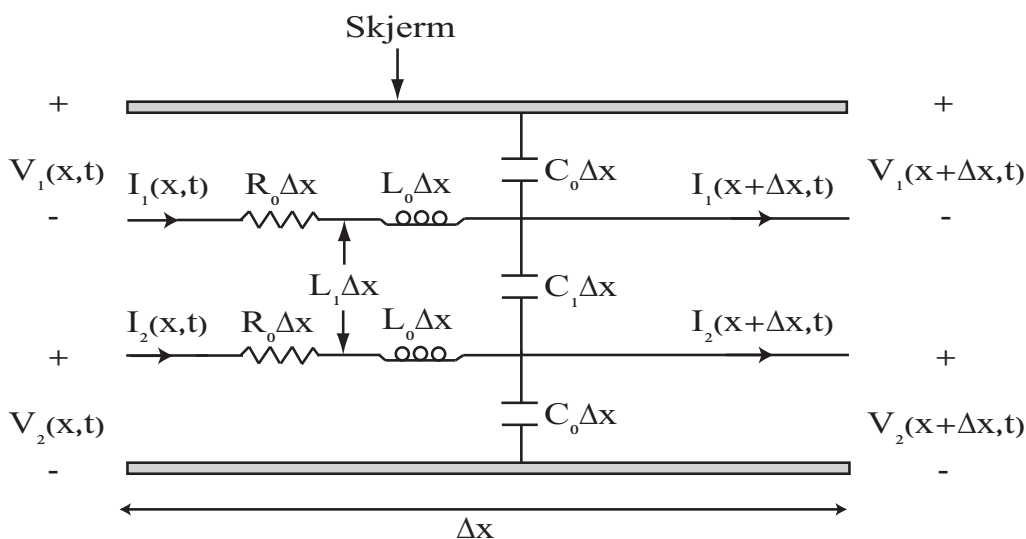 Skjerm
+ +
V₁(x,t) C₀Δx V₁(x+Δx,t)
I₁(x,t) R₀Δx L₀Δx I₁(x+Δx,t)
- -
L₁Δx C₁Δx
I₂(x,t) R₀Δx L₀Δx I₂(x+Δx,t)
+ +
V₂(x,t) C₀Δx V₂(x+Δx,t)
- -
Δx